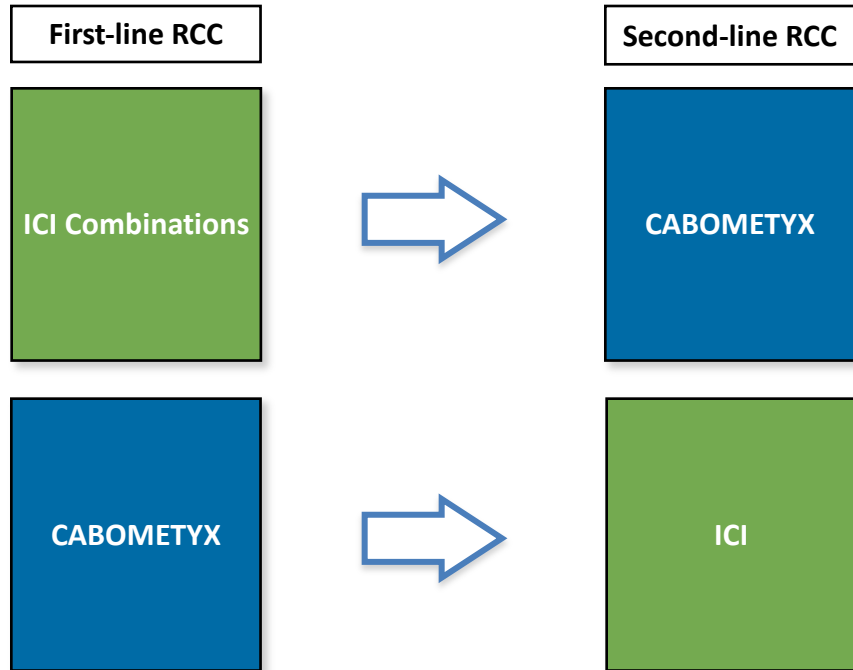 First-line RCC
Second-line RCC
ICI Combinations
CABOMETYX
CABOMETYX
ICI